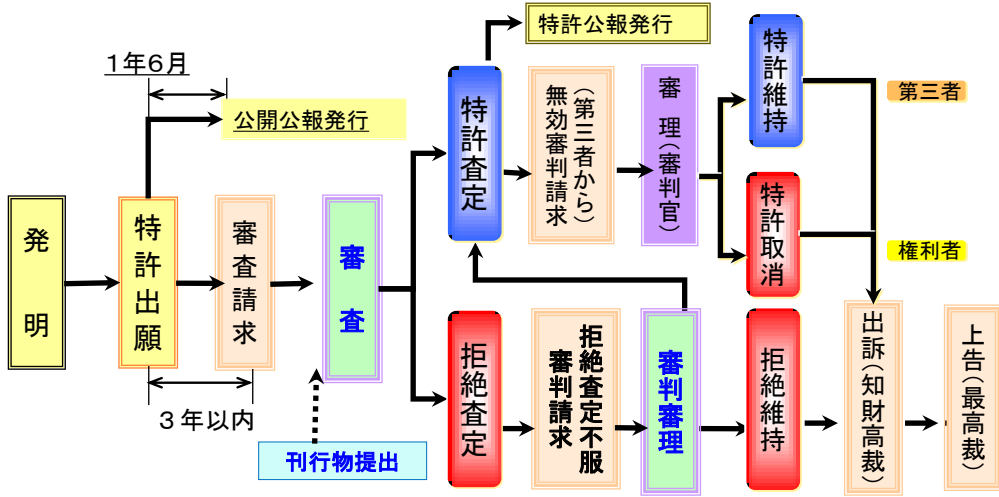 発明
1年6月
公開公報発行
特許出願
3年以内
審査請求
審査
刊行物提出
特許査定
特許公報発行
(第三者から)
無効審判請求
審理(審判官)
特許維持
特許取消
第三者
権利者
拒絶査定
拒絶査定不服
審判請求
審判審理
拒絶維持
出訴(知財高裁)
上告(最高裁)